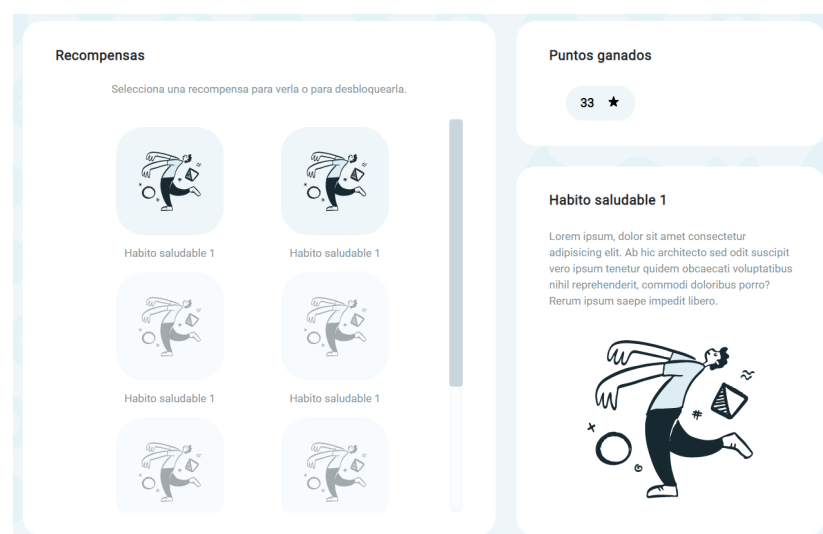 Recompensas
Selecciona una recompensa para verla o para desbloquearla.
Habito saludable 1
Habito saludable 1
Habito saludable 1
Habito saludable 1
Puntos ganados
33
Habito saludable 1
Lorem ipsum, dolor sit amet consectetur
adipisicing elit. Ab hic architecto sed odit suscipit
vero ipsum tenetur quidem obcaecati voluptatibus
nihil reprehenderit, commodi doloribus porro?
Rerum ipsum saepe impedit libero.